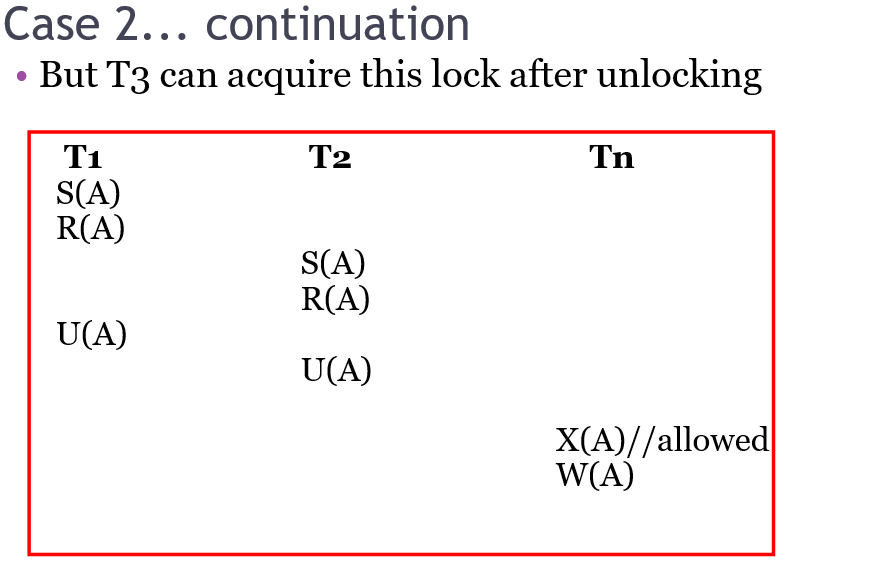 Case 2... continuation
• But T3 can acquire this lock after unlocking
T1 T2 Tn
S(A)
R(A)
S(A)
R(A)
U(A)
U(A)
X(A)//allowed
W(A)